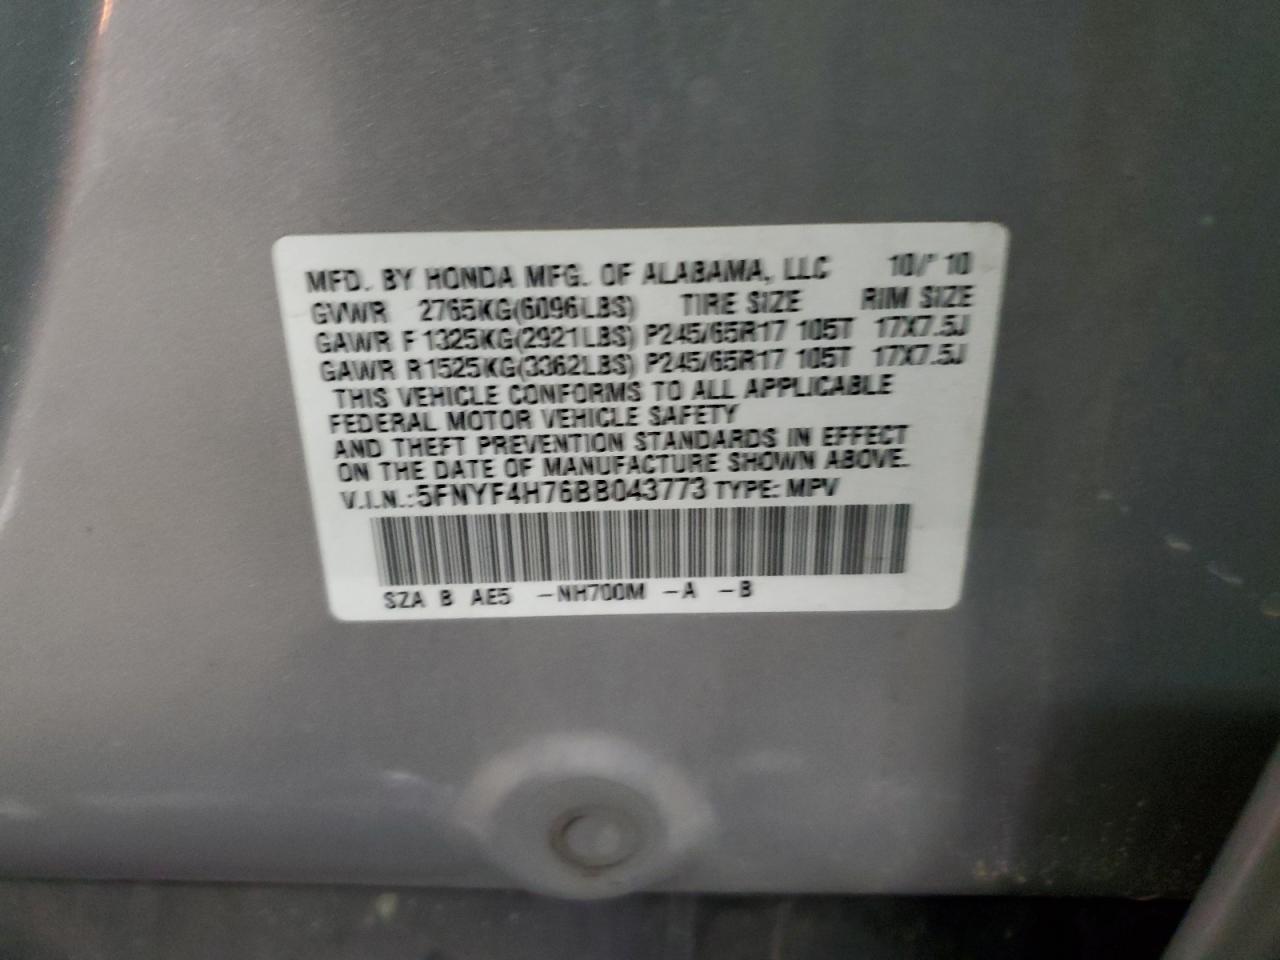 MFD. BY HONDA MFG. OF ALABAMA, LLC 10/ 10
GVWR 2765KG(6096LBS) TIRE SIZE RIM SIZE
GAWR F 1325KG(2921LBS) P245/65R17 105T 17X7.5J
GAWR R1525KG(3362LBS) P245/65R17 105T 17X7.5J
THIS VEHICLE CONFORMS TO ALL APPLICABLE
FEDERAL MOTOR VEHICLE SAFETY
AND THEFT PREVENTION STANDARDS IN EFFECT
ON THE DATE OF MANUFACTURE SHOWN ABOVE.
V.I.N.:5FNYF4H76BB043773 TYPE: MPV
SZA B AE5 -NH700M -A -B